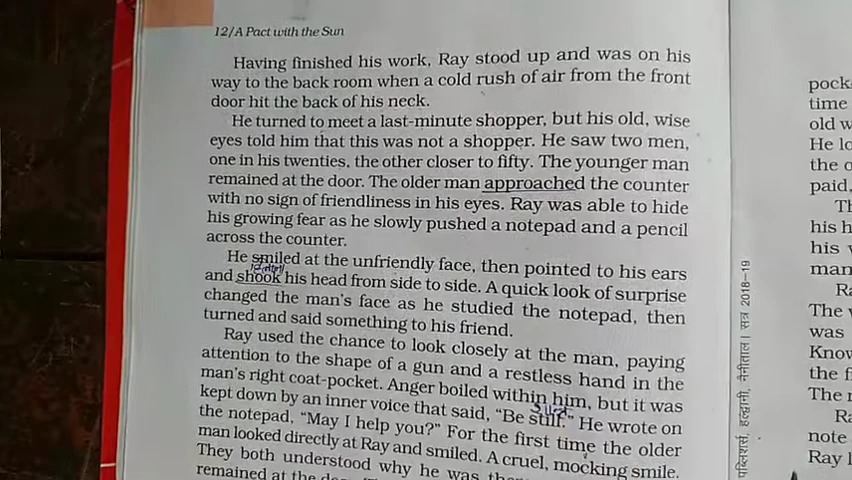 12/A Pact with the Sun
Having finished his work, Ray stood up and was on his
way to the back room when a cold rush of air from the front
door hit the back of his neck.
He turned to meet a last-minute shopper, but his old, wise
eyes told him that this was not a shopper. He saw two men,
one in his twenties, the other closer to fifty. The younger man
remained at the door. The older man approached the counter
with no sign of friendliness in his eyes. Ray was able to hide
his growing fear as he slowly pushed a notepad and a pencil
across the counter.
He smiled at the unfriendly face, then pointed to his ears
and shook his head from side to side. A quick look of surprise
changed the man's face as he studied the notepad, then
turned and said something to his friend.
Ray used the chance to look closely at the man, paying
attention to the shape of a gun and a restless hand in the
man's right coat-pocket. Anger boiled within him, but it was
kept down by an inner voice that said, “Be still.” He wrote on
the notepad, “May I help you?” For the first time the older
man looked directly at Ray and smiled. A cruel, mocking smile.
They both understood why he was
remained at the
पब्लिशर्स, हल्द्वानी, नैनीताल। सत्र 2018–19
pock
time
old w
He lo
the o
paid,
Th
his h
his
man
Ra
The
was
Know
the fi
The
Ra
note
Ray l